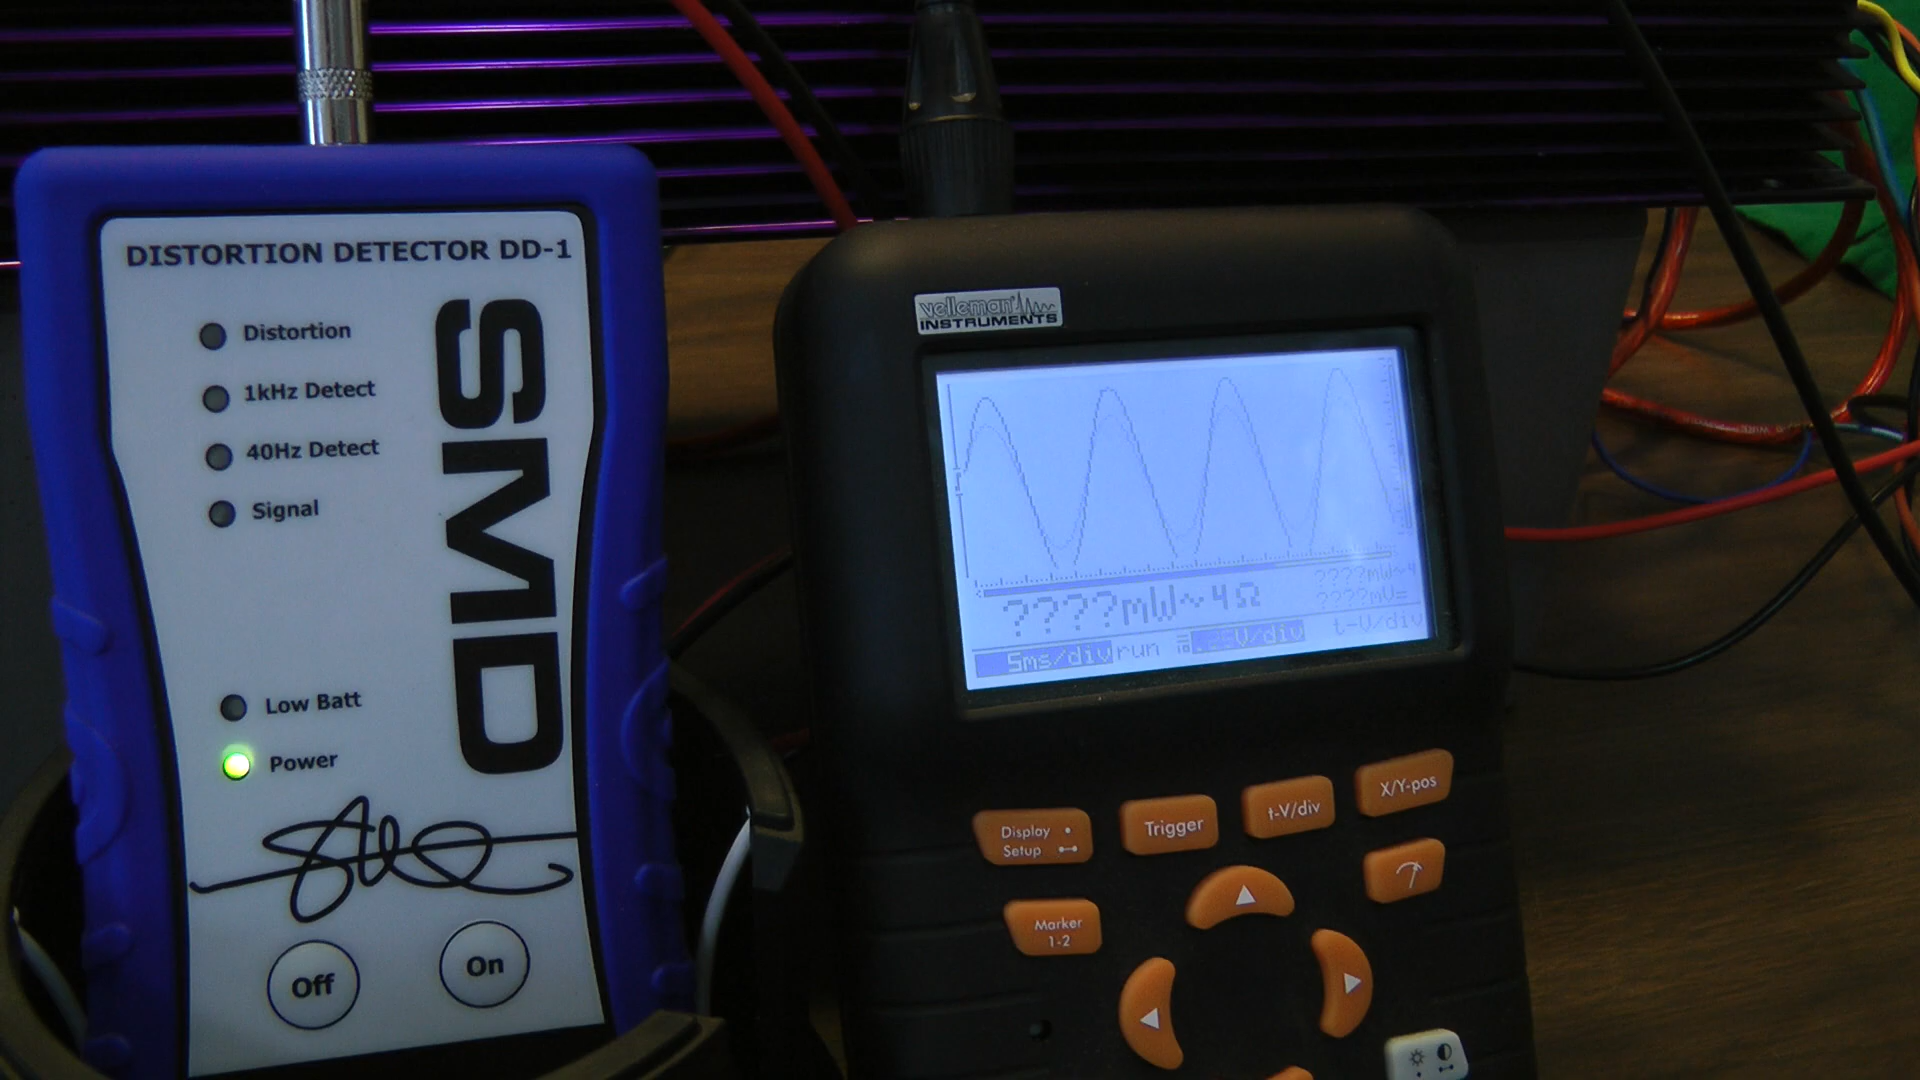 DISTORTION DETECTOR DD-1
Distortion
1kHz Detect
40Hz Detect
Signal
SMD
Low Batt
Power
Off
On
velleman
INSTRUMENTS
????mW~4Ω
????mW~4
????mV=
5ms/div run .25V/div t-V/div
Display
Setup
Trigger
t-V/div
X/Y-pos
Marker
1-2